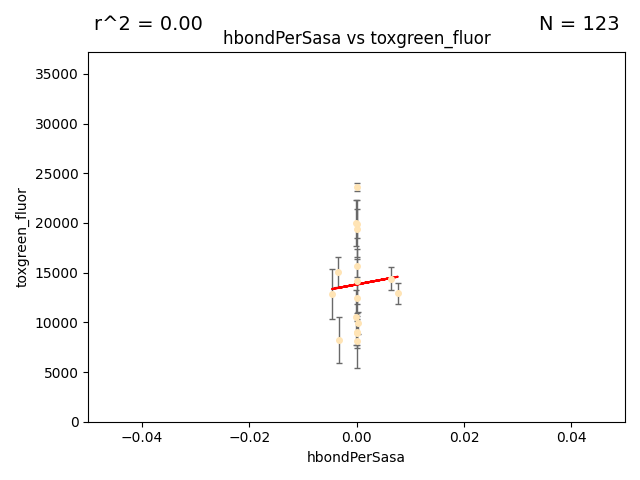 r^2 = 0.00
N = 123
hbondPerSasa vs toxgreen_fluor
toxgreen_fluor
35000
30000
25000
20000
15000
10000
5000
0
−0.04
−0.02
0.00
0.02
0.04
hbondPerSasa